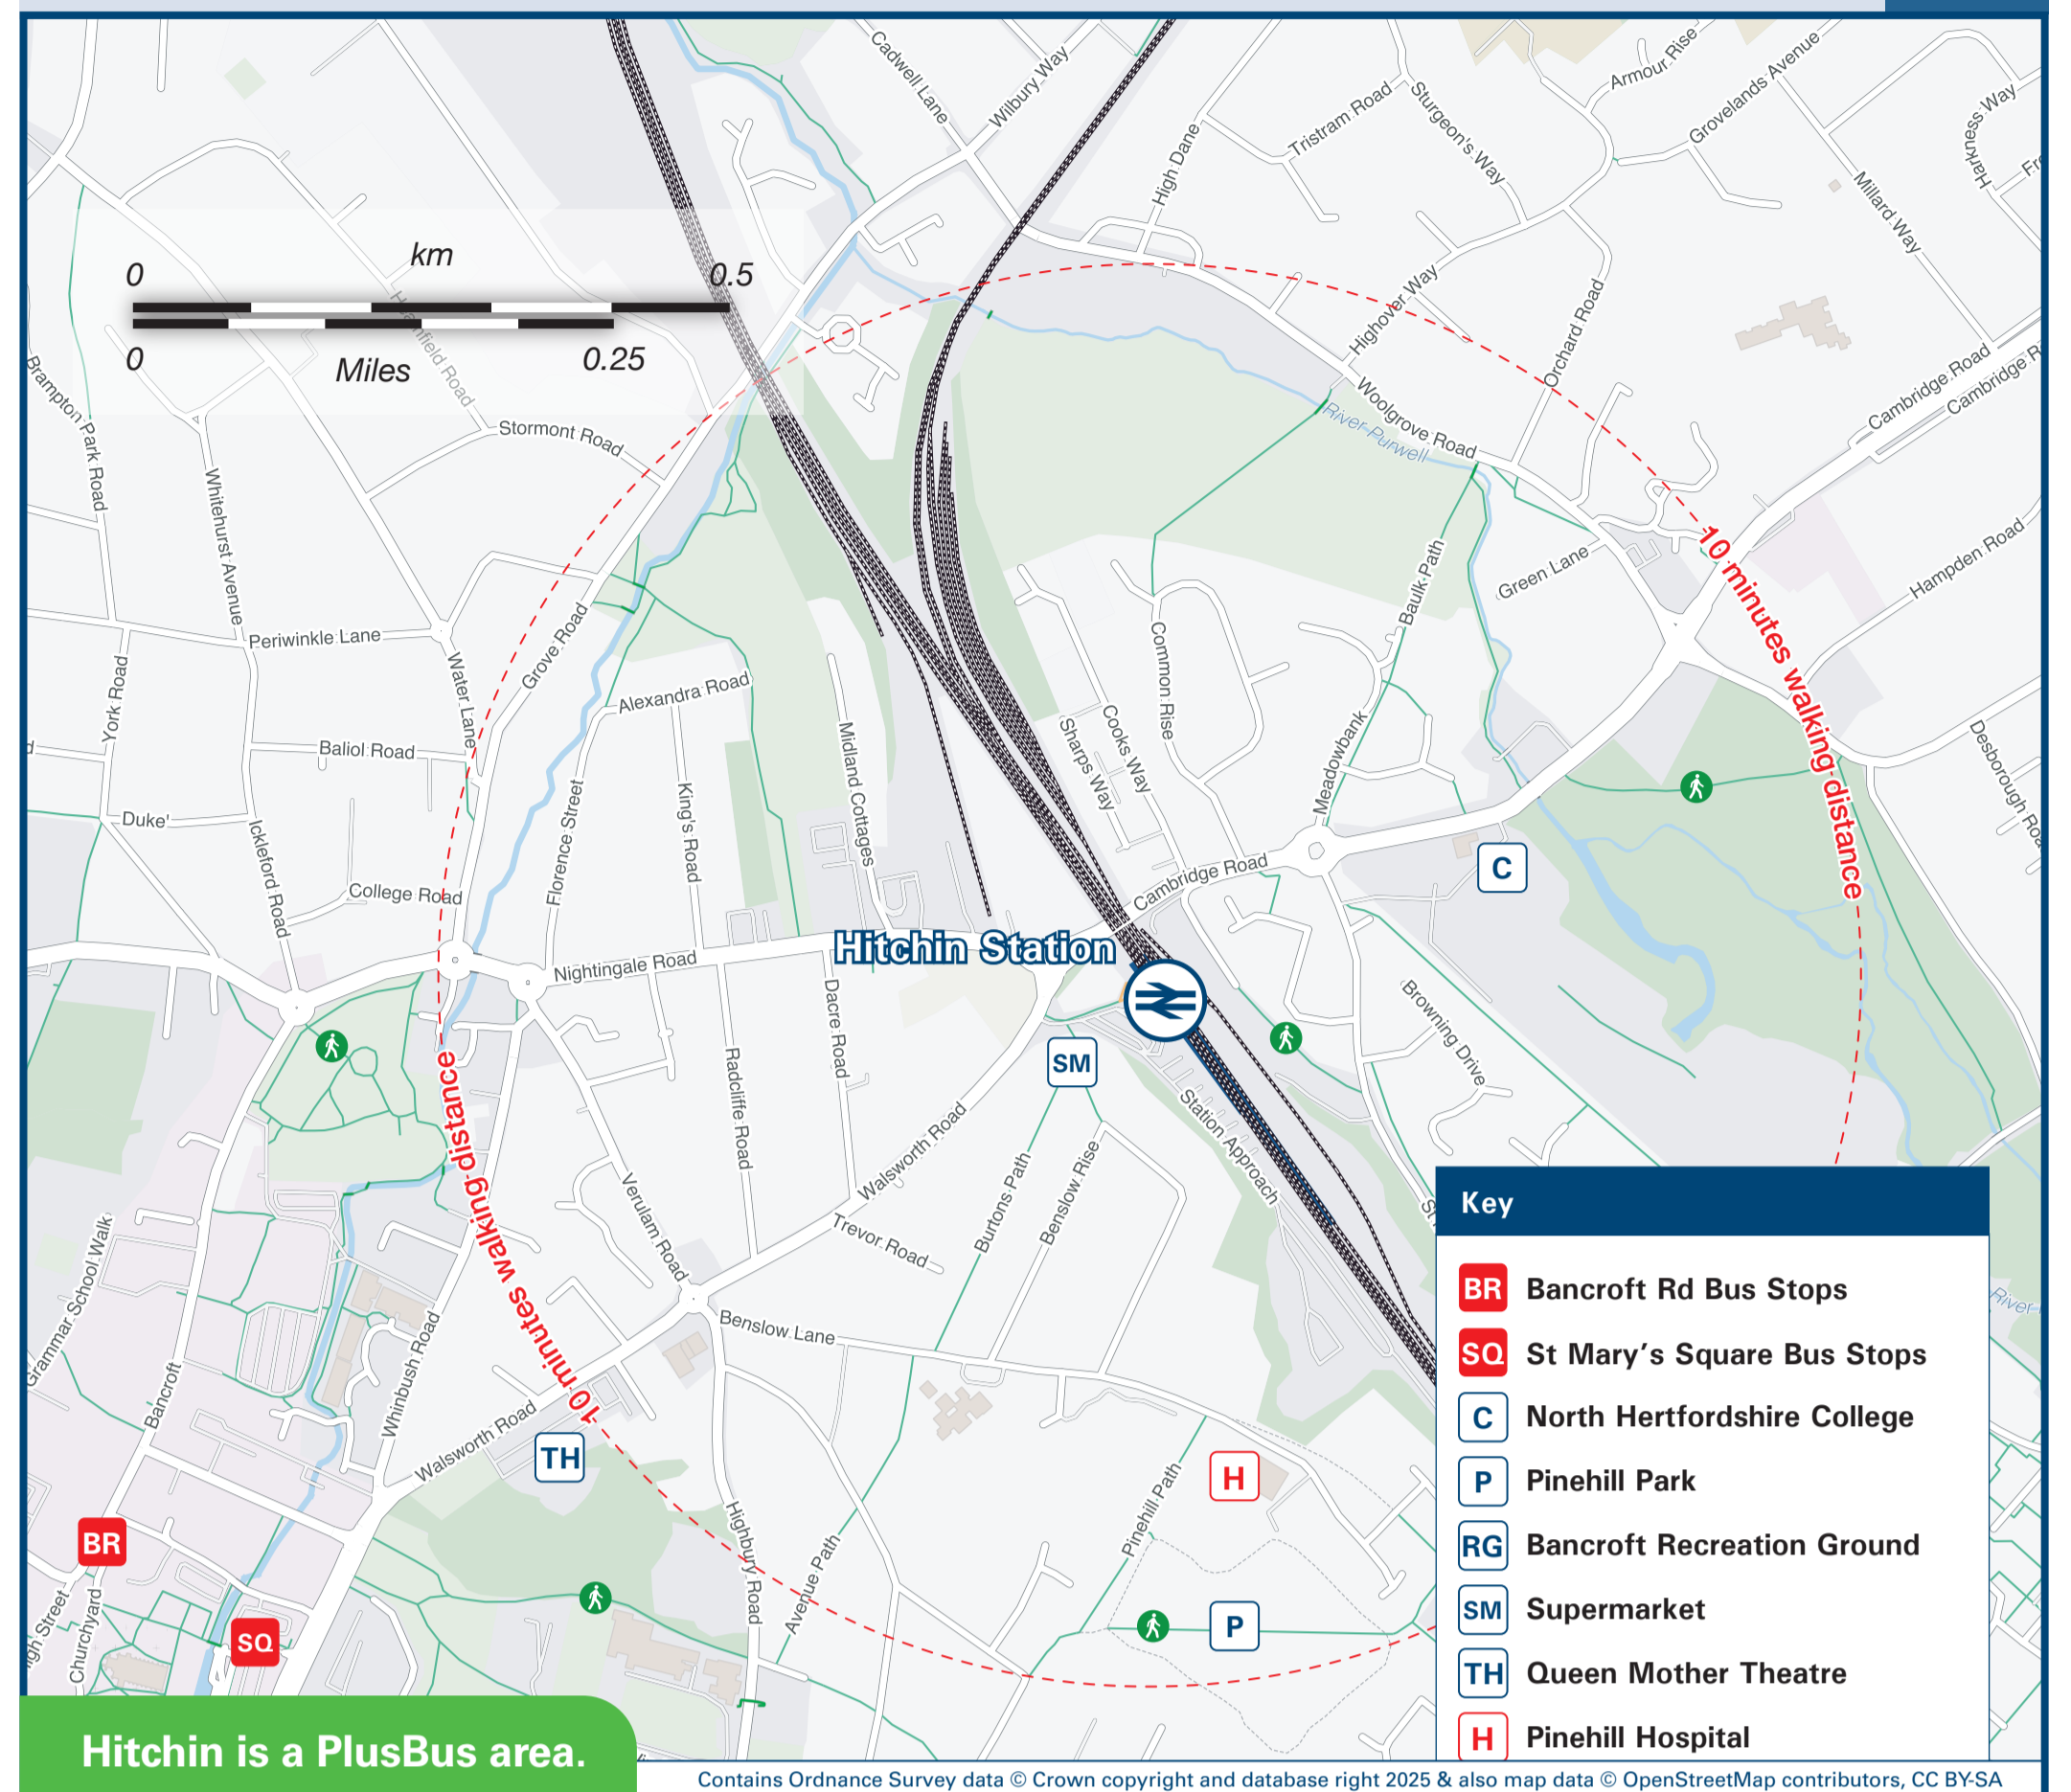 Cadwell Lane
Wilbury Way
High Dane
Tristram Road
Sturgeon's Way
Armour Rise
Grovelands Avenue
Harkness Way
Millard Way
km
0
0.5
0
0.25
Miles
Stormont Road
Brampton Park Road
Whitehurst Avenue
Highover Way
Orchard Road
Woolgrove Road
River Purwell
Cambridge Road
Hampden Road
Green Lane
10 minutes walking distance
Baulk Path
Periwinkle Lane
Water Lane
Grove Road
York Road
Alexandra Road
Common Rise
Cooks Way
Sharps Way
Meadowbank
Desborough
Baliol Road
Midland Cottages
King's Road
Florence Street
Duke'
Ickleford Road
College Road
Cambridge Road
C
Hitchin Station
Nightingale Road
Dacre Road
Radcliffe Road
Browning Drive
SM
Station Approach
Walsworth Road
Burtons Path
Benslow Rise
10 minutes walking distance
Verulam Road
Trevor Road
Grammar School Walk
Benslow Lane
Bancroft
Whinbush Road
Walsworth Road
TH
H
Pinehill Path
Highbury Road
Avenue Path
BR
Churchyard
SQ
P
River
Key
BR Bancroft Rd Bus Stops
SQ St Mary's Square Bus Stops
C North Hertfordshire College
P Pinehill Park
RG Bancroft Recreation Ground
SM Supermarket
TH Queen Mother Theatre
H Pinehill Hospital
Hitchin is a PlusBus area.
Contains Ordnance Survey data © Crown copyright and database right 2025 & also map data © OpenStreetMap contributors, CC BY-SA